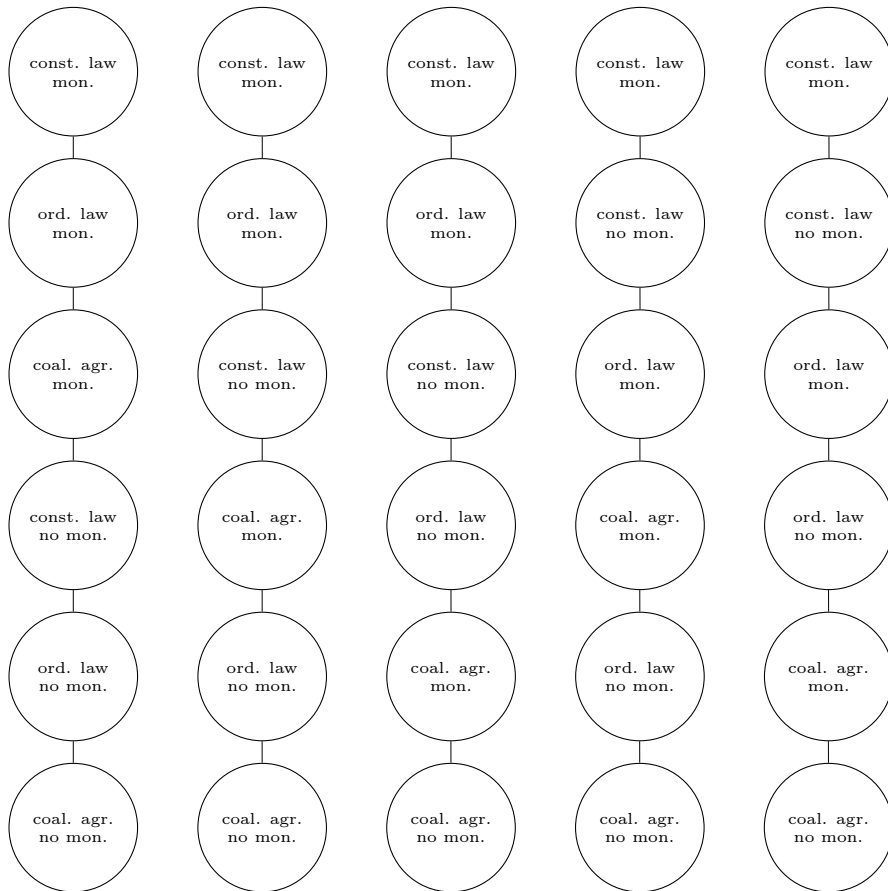 const. law
mon.
const. law
mon.
const. law
mon.
const. law
mon.
const. law
mon.
ord. law
mon.
ord. law
mon.
ord. law
mon.
const. law
no mon.
const. law
no mon.
coal. agr.
mon.
const. law
no mon.
const. law
no mon.
ord. law
mon.
ord. law
mon.
const. law
no mon.
coal. agr.
mon.
ord. law
no mon.
coal. agr.
mon.
ord. law
no mon.
ord. law
no mon.
ord. law
no mon.
coal. agr.
mon.
ord. law
no mon.
coal. agr.
mon.
coal. agr.
no mon.
coal. agr.
no mon.
coal. agr.
no mon.
coal. agr.
no mon.
coal. agr.
no mon.